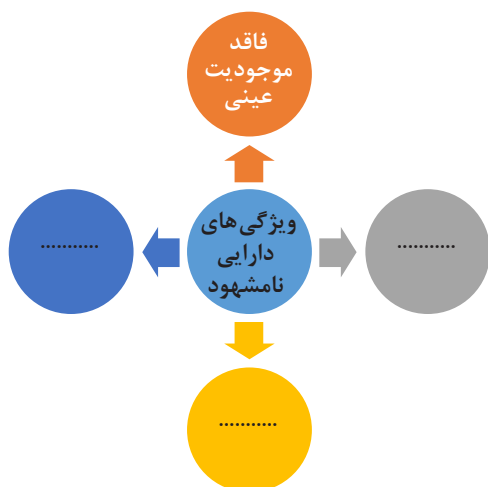 فاقد
موجودیت
عینی
ویژگی‌های
دارایی
نامشهود
...........
...........
...........